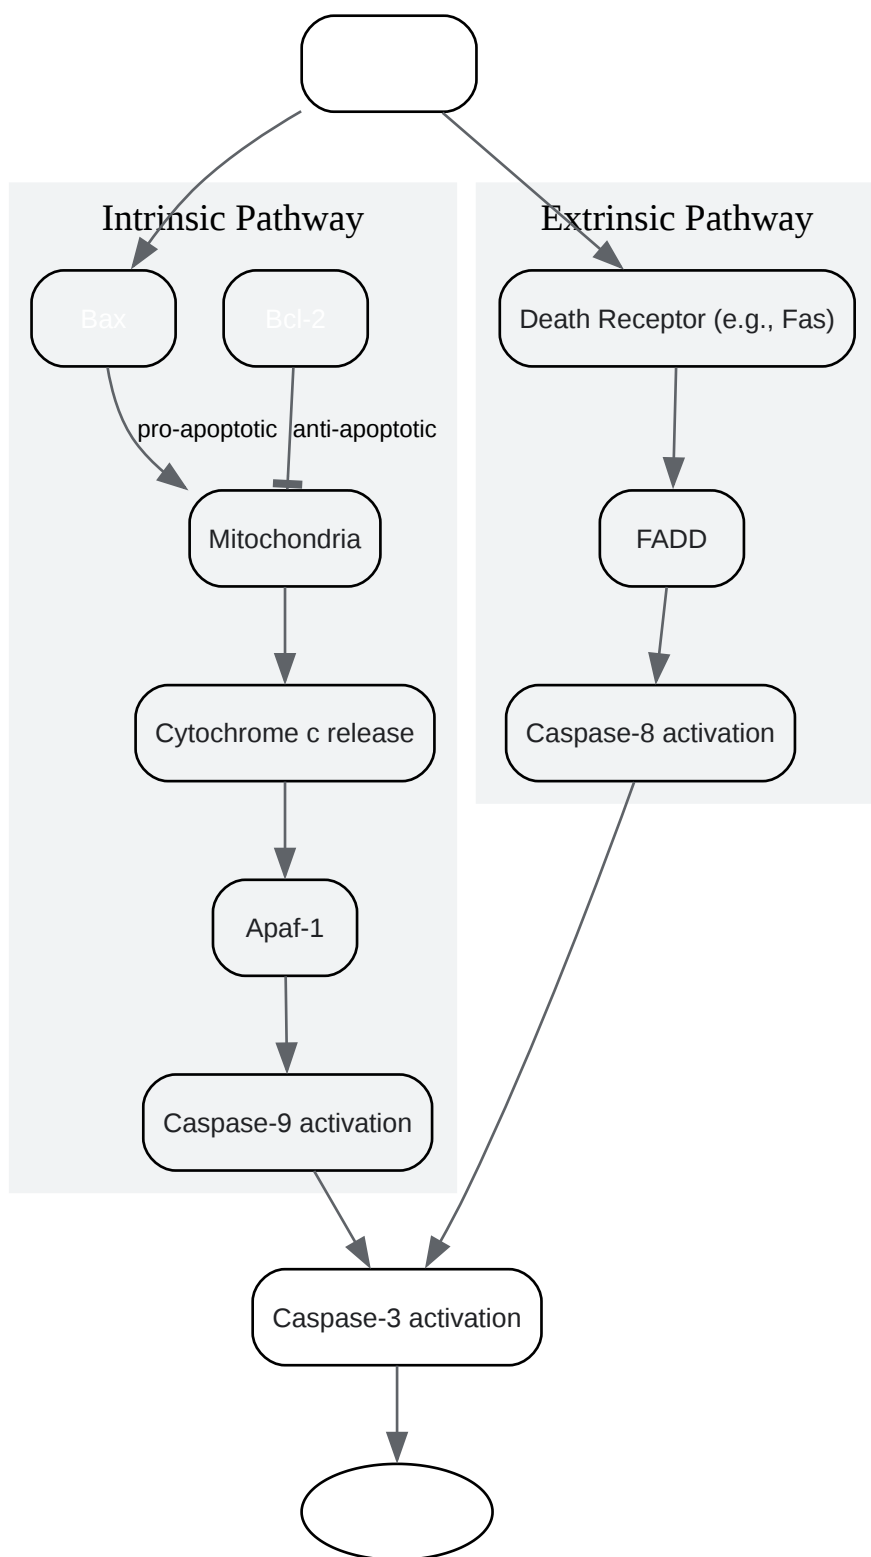 Intrinsic Pathway
Extrinsic Pathway
Bax
Bcl-2
Death Receptor (e.g., Fas)
pro-apoptotic
anti-apoptotic
Mitochondria
FADD
Cytochrome c release
Caspase-8 activation
Apaf-1
Caspase-9 activation
Caspase-3 activation